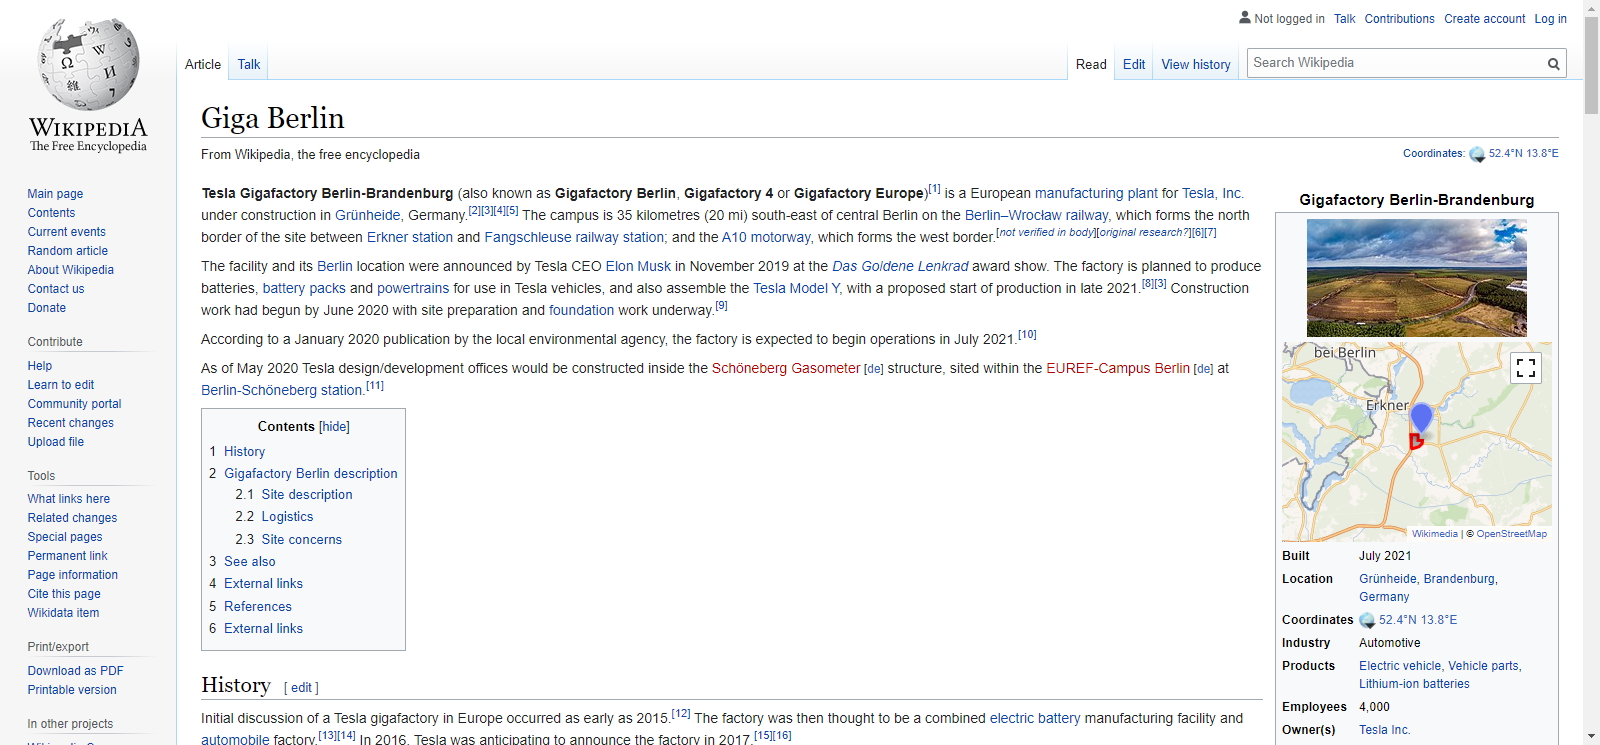 Not logged in Talk Contributions Create account Log in
Article Talk Read Edit View history Search Wikipedia
WIKIPEDIA
The Free Encyclopedia
Main page
Contents
Current events
Random article
About Wikipedia
Contact us
Donate
Contribute
Help
Learn to edit
Community portal
Recent changes
Upload file
Tools
What links here
Related changes
Special pages
Permanent link
Page information
Cite this page
Wikidata item
Print/export
Download as PDF
Printable version
In other projects
Giga Berlin
From Wikipedia, the free encyclopedia
Coordinates: 52.4°N 13.8°E
Tesla Gigafactory Berlin-Brandenburg (also known as Gigafactory Berlin, Gigafactory 4 or Gigafactory Europe)[1] is a European manufacturing plant for Tesla, Inc.
under construction in Grünheide, Germany.[2][3][4][5] The campus is 35 kilometres (20 mi) south-east of central Berlin on the Berlin–Wrocław railway, which forms the north
border of the site between Erkner station and Fangschleuse railway station; and the A10 motorway, which forms the west border.[not verified in body][original research?][6][7]
The facility and its Berlin location were announced by Tesla CEO Elon Musk in November 2019 at the Das Goldene Lenkrad award show. The factory is planned to produce
batteries, battery packs and powertrains for use in Tesla vehicles, and also assemble the Tesla Model Y, with a proposed start of production in late 2021.[8][3] Construction
work had begun by June 2020 with site preparation and foundation work underway.[9]
According to a January 2020 publication by the local environmental agency, the factory is expected to begin operations in July 2021.[10]
As of May 2020 Tesla design/development offices would be constructed inside the Schöneberg Gasometer [de] structure, sited within the EUREF-Campus Berlin [de] at
Berlin-Schöneberg station.[11]
Contents [hide]
1 History
2 Gigafactory Berlin description
2.1 Site description
2.2 Logistics
2.3 Site concerns
3 See also
4 External links
5 References
6 External links
History [ edit ]
Initial discussion of a Tesla gigafactory in Europe occurred as early as 2015.[12] The factory was then thought to be a combined electric battery manufacturing facility and
automobile factory.[13][14] In 2016, Tesla was anticipating to announce the factory in 2017.[15][16]
Gigafactory Berlin-Brandenburg
bei Berlin
Erkner
Wikimedia | © OpenStreetMap
Built July 2021
Location Grünheide, Brandenburg,
Germany
Coordinates 52.4°N 13.8°E
Industry Automotive
Products Electric vehicle, Vehicle parts,
Lithium-ion batteries
Employees 4,000
Owner(s) Tesla Inc.